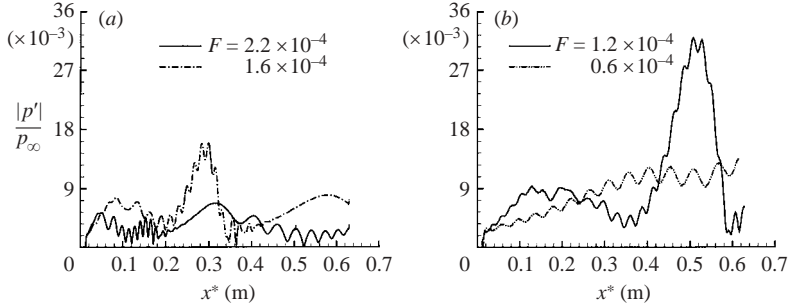 36
(×10⁻³)
27
|p′|
p∞
18
9
(a)
F = 2.2 ×10⁻⁴
1.6 ×10⁻⁴
0 0.1 0.2 0.3 0.4 0.5 0.6 0.7
x* (m)
36
(×10⁻³)
27
18
9
(b)
F = 1.2 ×10⁻⁴
0.6 ×10⁻⁴
0 0.1 0.2 0.3 0.4 0.5 0.6 0.7
x* (m)